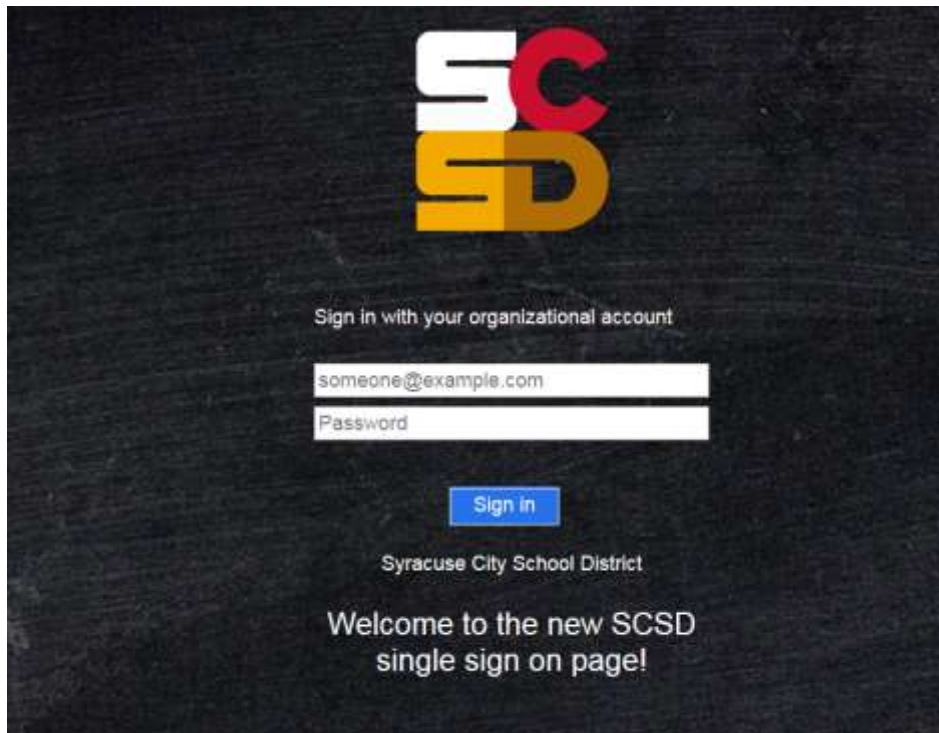 SC
SD
Sign in with your organizational account
someone@example.com
Password
Sign in
Syracuse City School District
Welcome to the new SCSD
single sign on page!